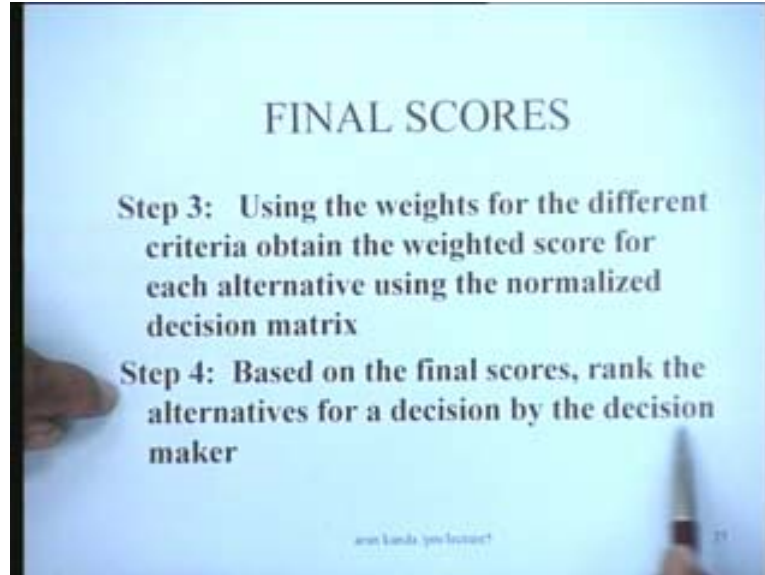 FINAL SCORES
Step 3: Using the weights for the different
criteria obtain the weighted score for
each alternative using the normalized
decision matrix
Step 4: Based on the final scores, rank the
alternatives for a decision by the decision
maker